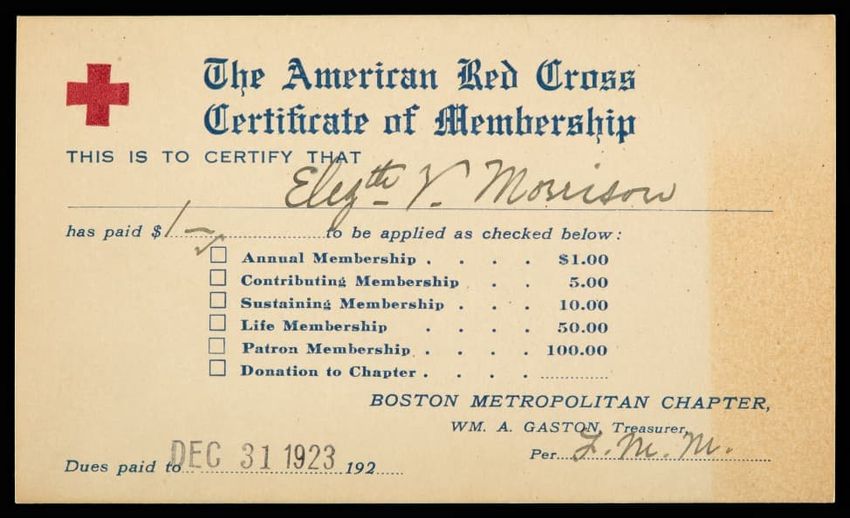 The American Red Cross
Certificate of Membership
THIS IS TO CERTIFY THAT
Elizth V. Morrison
has paid $ 1 – to be applied as checked below:
☐ Annual Membership . . . . $1.00
☐ Contributing Membership . . 5.00
☐ Sustaining Membership . . . 10.00
☐ Life Membership . . . . 50.00
☐ Patron Membership . . . . 100.00
☐ Donation to Chapter . . . . ............
BOSTON METROPOLITAN CHAPTER,
WM. A. GASTON, Treasurer,
Per L. M. M.
Dues paid to DEC 31 1923 192